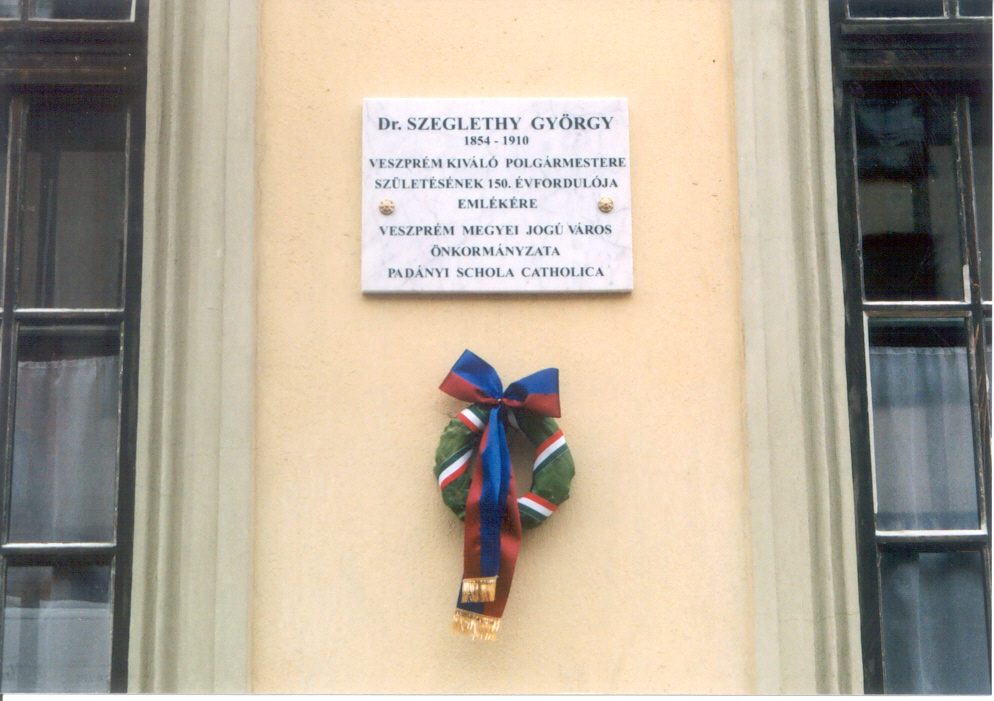 Dr. SZEGLETHY GYÖRGY
1854 - 1910
VESZPRÉM KIVÁLÓ POLGÁRMESTERE
SZÜLETÉSÉNEK 150. ÉVFORDULÓJA
EMLÉKÉRE
VESZPRÉM MEGYEI JOGÚ VÁROS
ÖNKORMÁNYZATA
PADÁNYI SCHOLA CATHOLICA